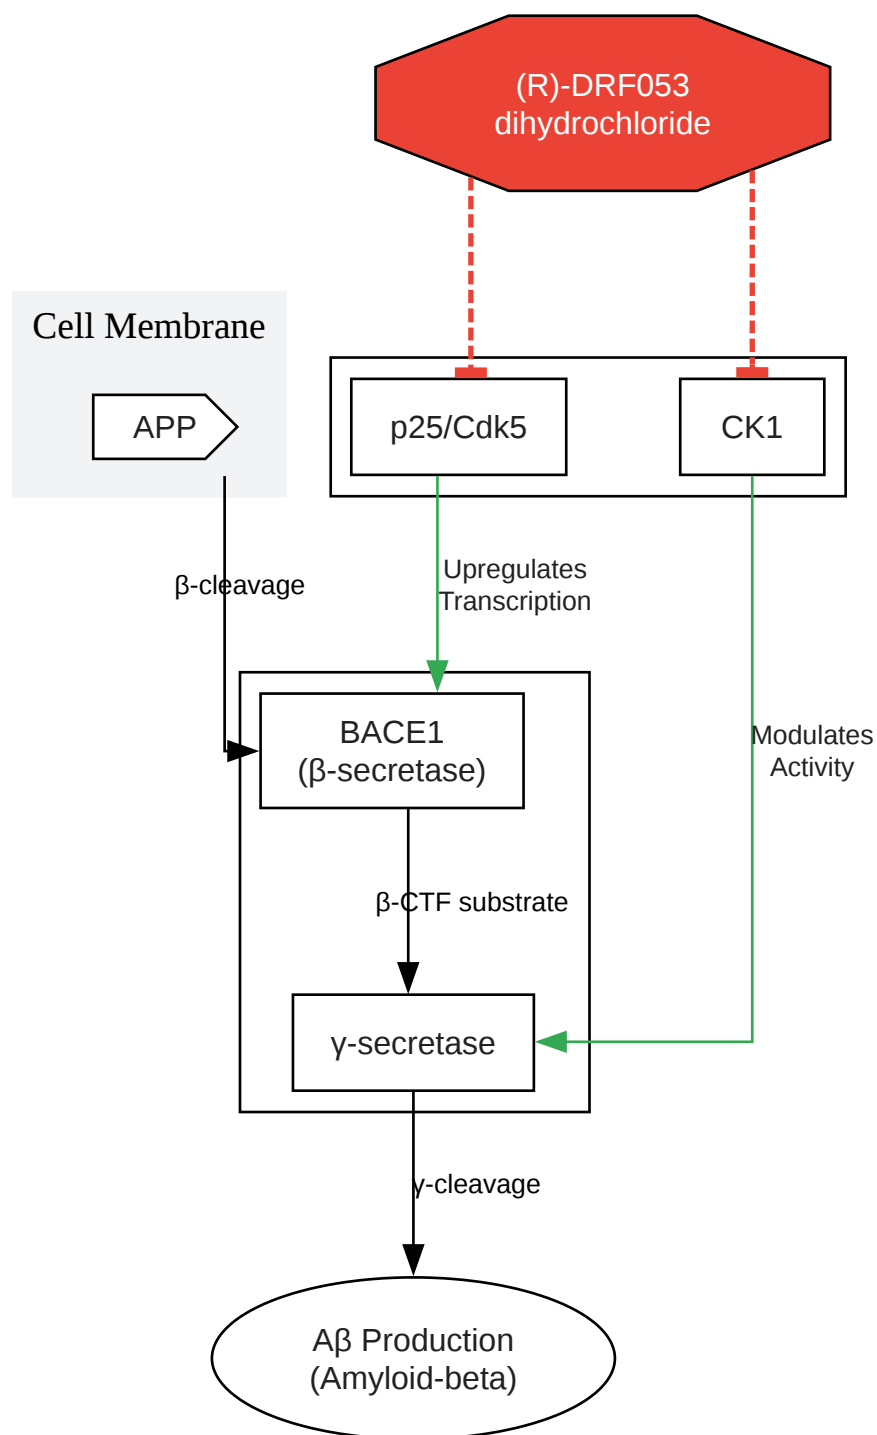 (R)-DRF053
dihydrochloride
Cell Membrane
APP
p25/Cdk5
CK1
β-cleavage
Upregulates
Transcription
BACE1
(β-secretase)
Modulates
Activity
β-CTF substrate
γ-secretase
γ-cleavage
Aβ Production
(Amyloid-beta)